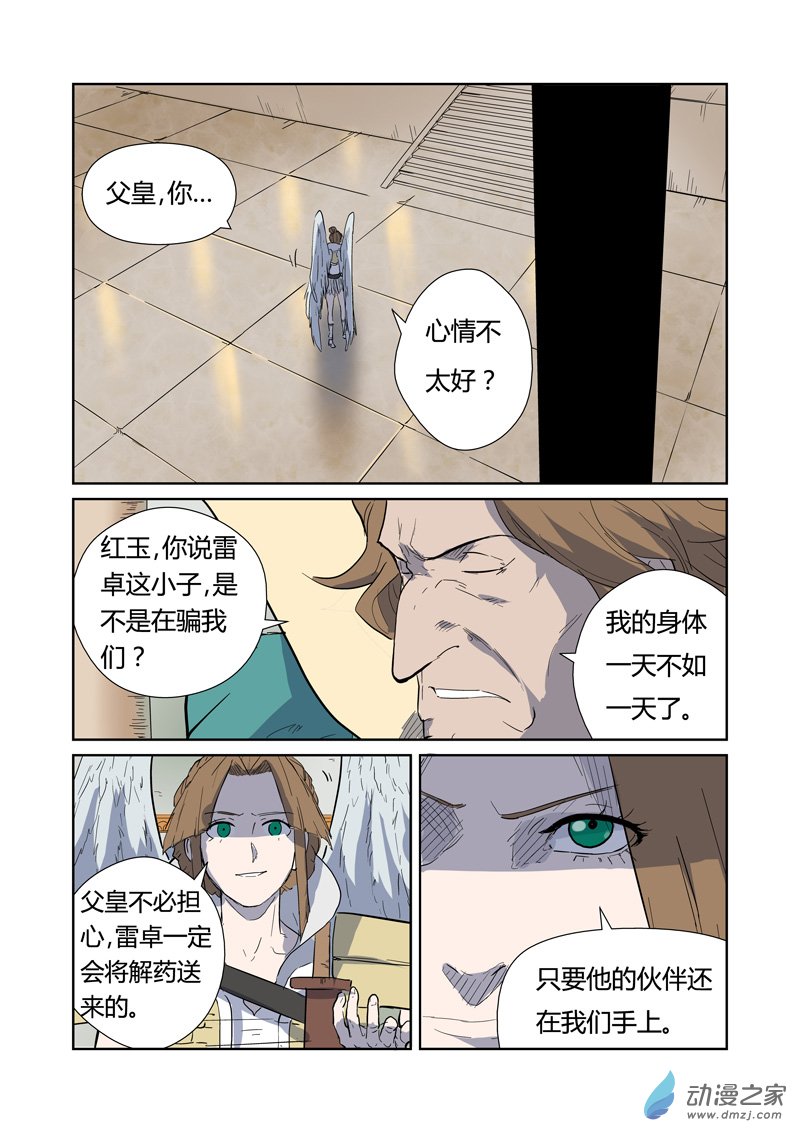 父皇,你...
心情不
太好?
红玉,你说雷
卓这小子,是
不是在骗我
们?
我的身体
一天不如
一天了。
父皇不必担
心,雷卓一定
会将解药送
来的。
只要他的伙伴还
在我们手上。
动漫之家
www.dmzj.com